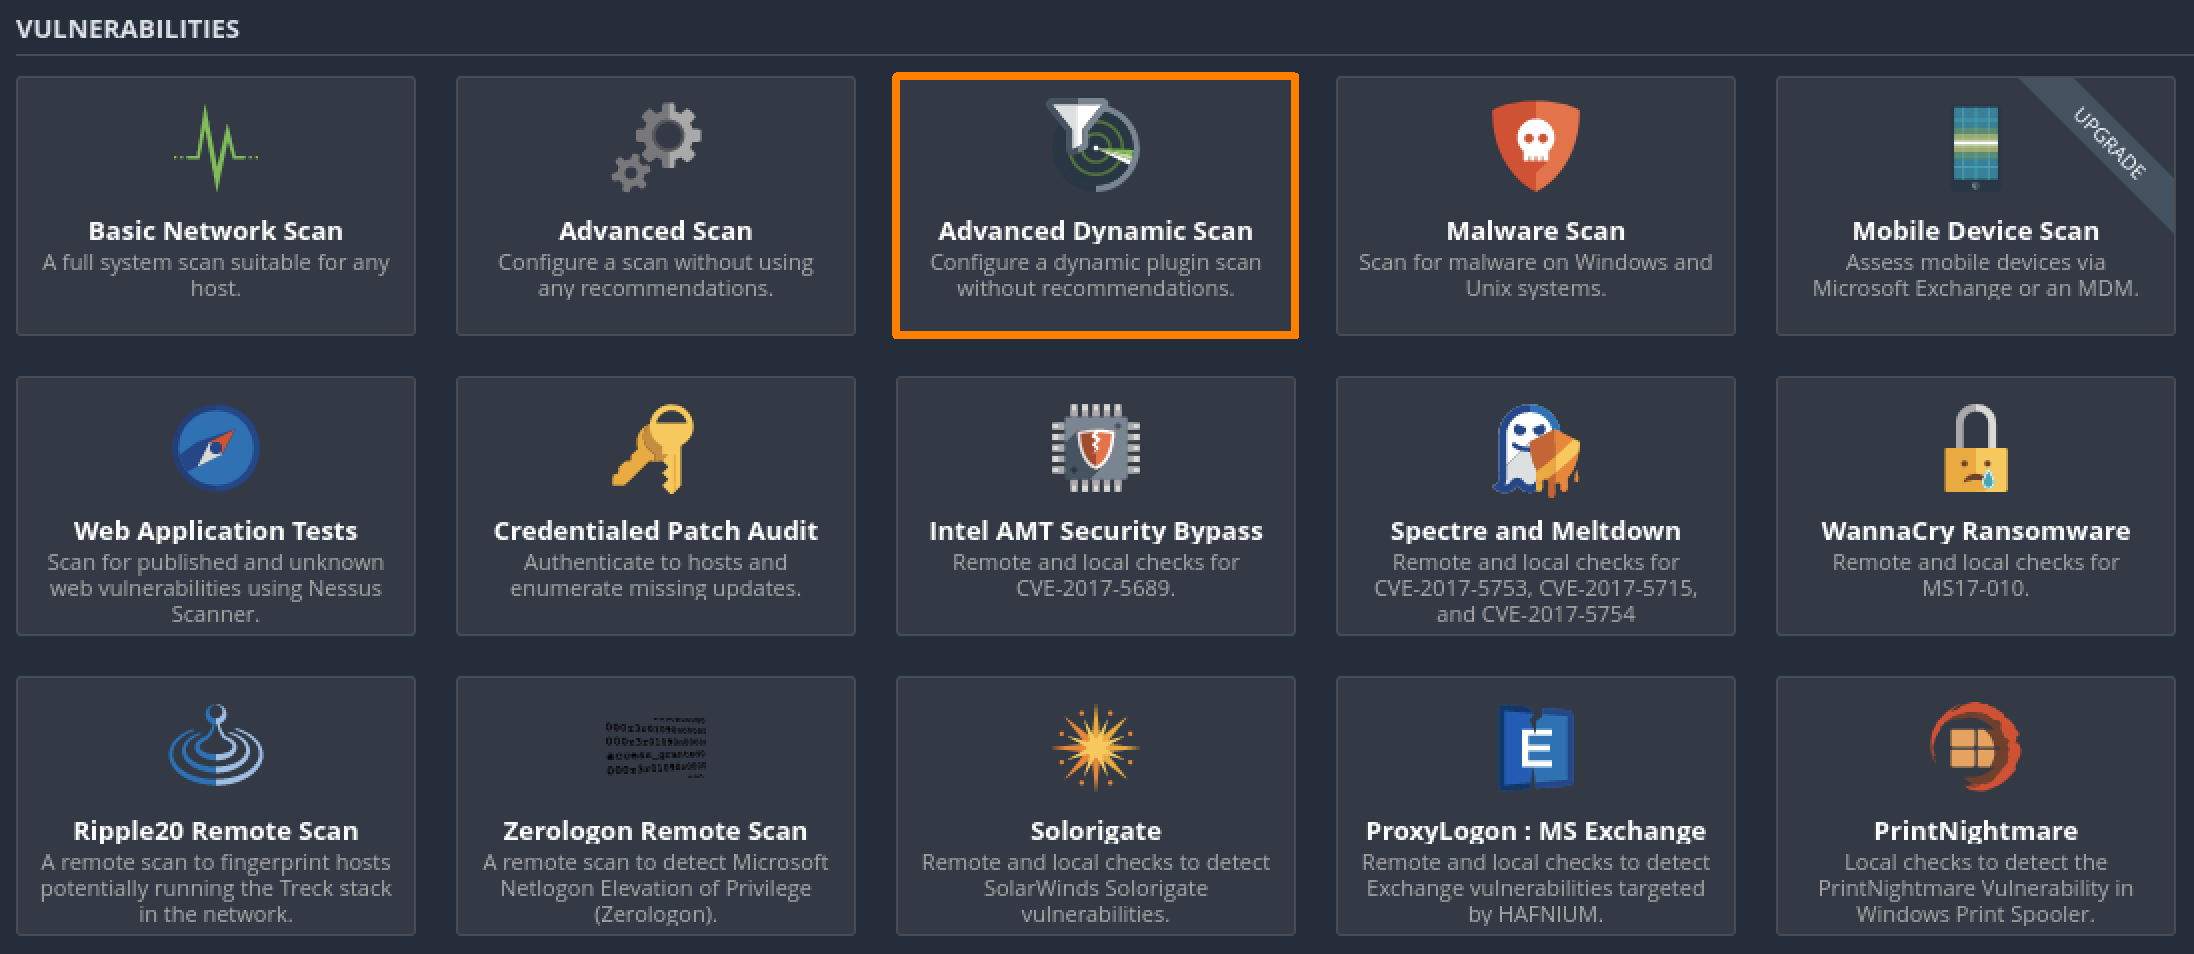 VULNERABILITIES
UPGRADE
Basic Network Scan
A full system scan suitable for any
host.
Advanced Scan
Configure a scan without using
any recommendations.
Advanced Dynamic Scan
Configure a dynamic plugin scan
without recommendations.
Malware Scan
Scan for malware on Windows and
Unix systems.
Mobile Device Scan
Assess mobile devices via
Microsoft Exchange or an MDM.
Web Application Tests
Scan for published and unknown
web vulnerabilities using Nessus
Scanner.
Credentialed Patch Audit
Authenticate to hosts and
enumerate missing updates.
Intel AMT Security Bypass
Remote and local checks for
CVE-2017-5689.
Spectre and Meltdown
Remote and local checks for
CVE-2017-5753, CVE-2017-5715,
and CVE-2017-5754
WannaCry Ransomware
Remote and local checks for
MS17-010.
Ripple20 Remote Scan
A remote scan to fingerprint hosts
potentially running the Treck stack
in the network.
Zerologon Remote Scan
A remote scan to detect Microsoft
Netlogon Elevation of Privilege
(Zerologon).
Solorigate
Remote and local checks to detect
SolarWinds Solorigate
vulnerabilities.
E
ProxyLogon : MS Exchange
Remote and local checks to detect
Exchange vulnerabilities targeted
by HAFNIUM.
PrintNightmare
Local checks to detect the
PrintNightmare Vulnerability in
Windows Print Spooler.